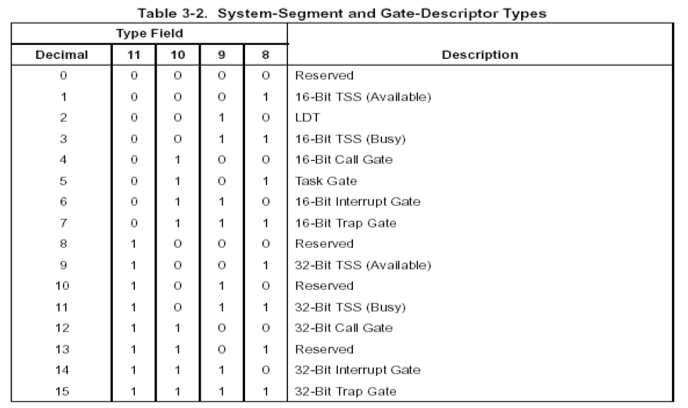 Table 3-2. System-Segment and Gate-Descriptor Types
Type Field
Decimal 11 10 9 8 Description
0 0 0 0 0 Reserved
1 0 0 0 1 16-Bit TSS (Available)
2 0 0 1 0 LDT
3 0 0 1 1 16-Bit TSS (Busy)
4 0 1 0 0 16-Bit Call Gate
5 0 1 0 1 Task Gate
6 0 1 1 0 16-Bit Interrupt Gate
7 0 1 1 1 16-Bit Trap Gate
8 1 0 0 0 Reserved
9 1 0 0 1 32-Bit TSS (Available)
10 1 0 1 0 Reserved
11 1 0 1 1 32-Bit TSS (Busy)
12 1 1 0 0 32-Bit Call Gate
13 1 1 0 1 Reserved
14 1 1 1 0 32-Bit Interrupt Gate
15 1 1 1 1 32-Bit Trap Gate